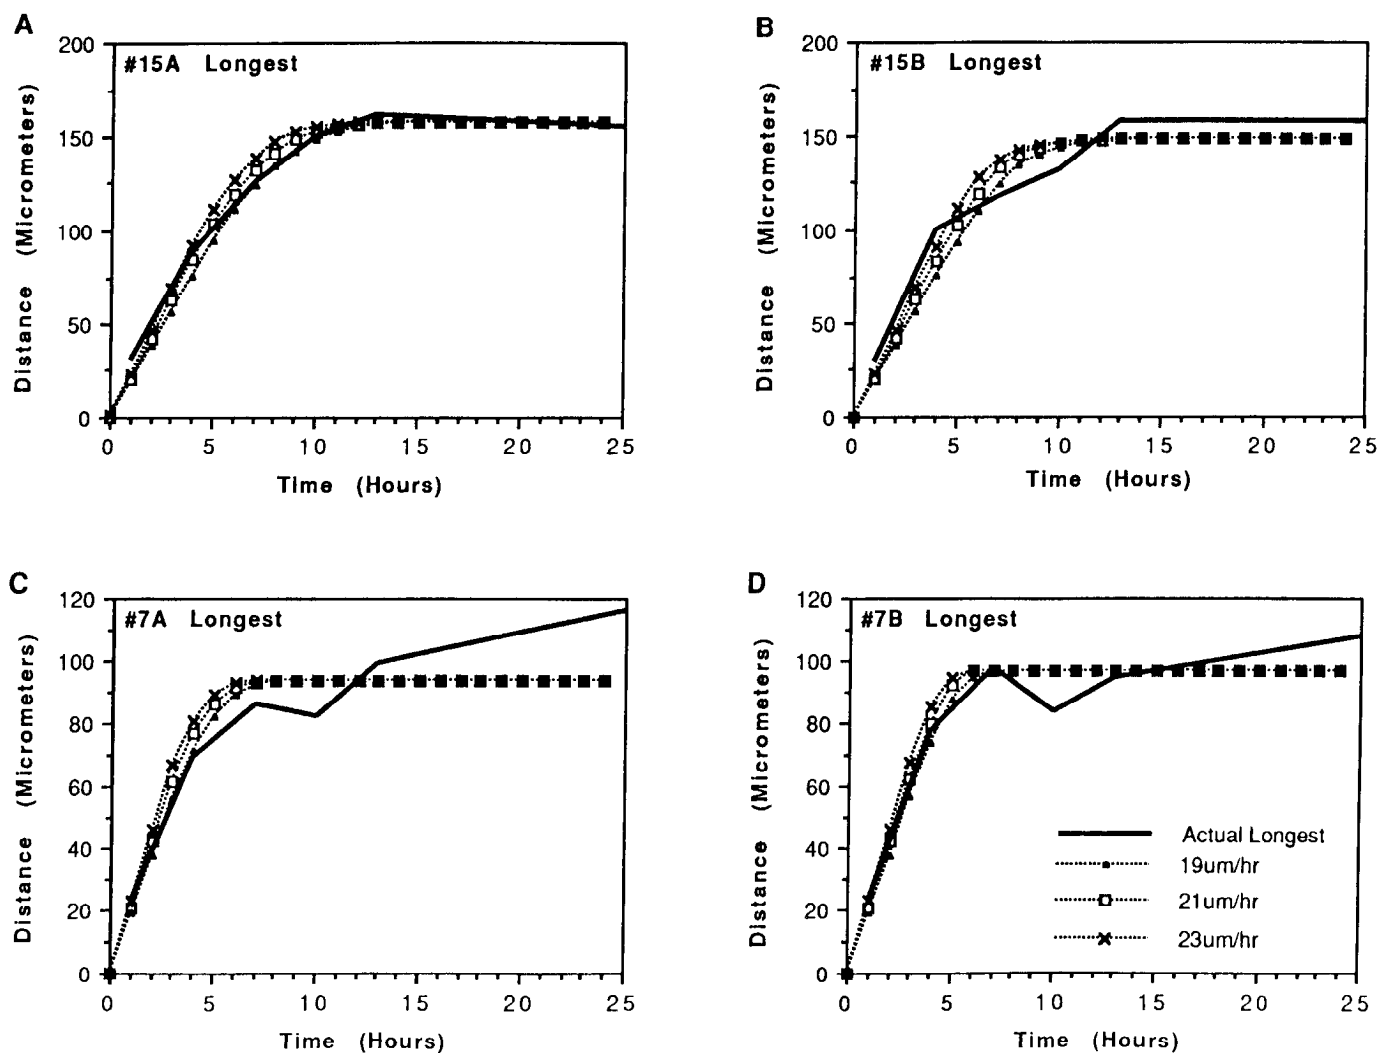 A
#15A Longest
200
150
100
50
0
0 5 10 15 20 25
Distance (Micrometers)
Time (Hours)
B
#15B Longest
200
150
100
50
0
0 5 10 15 20 25
Distance (Micrometers)
Time (Hours)
C
#7A Longest
120
100
80
60
40
20
0
0 5 10 15 20 25
Distance (Micrometers)
Time (Hours)
D
#7B Longest
120
100
80
60
40
20
0
0 5 10 15 20 25
Distance (Micrometers)
Time (Hours)
Actual Longest
19um/hr
21um/hr
23um/hr